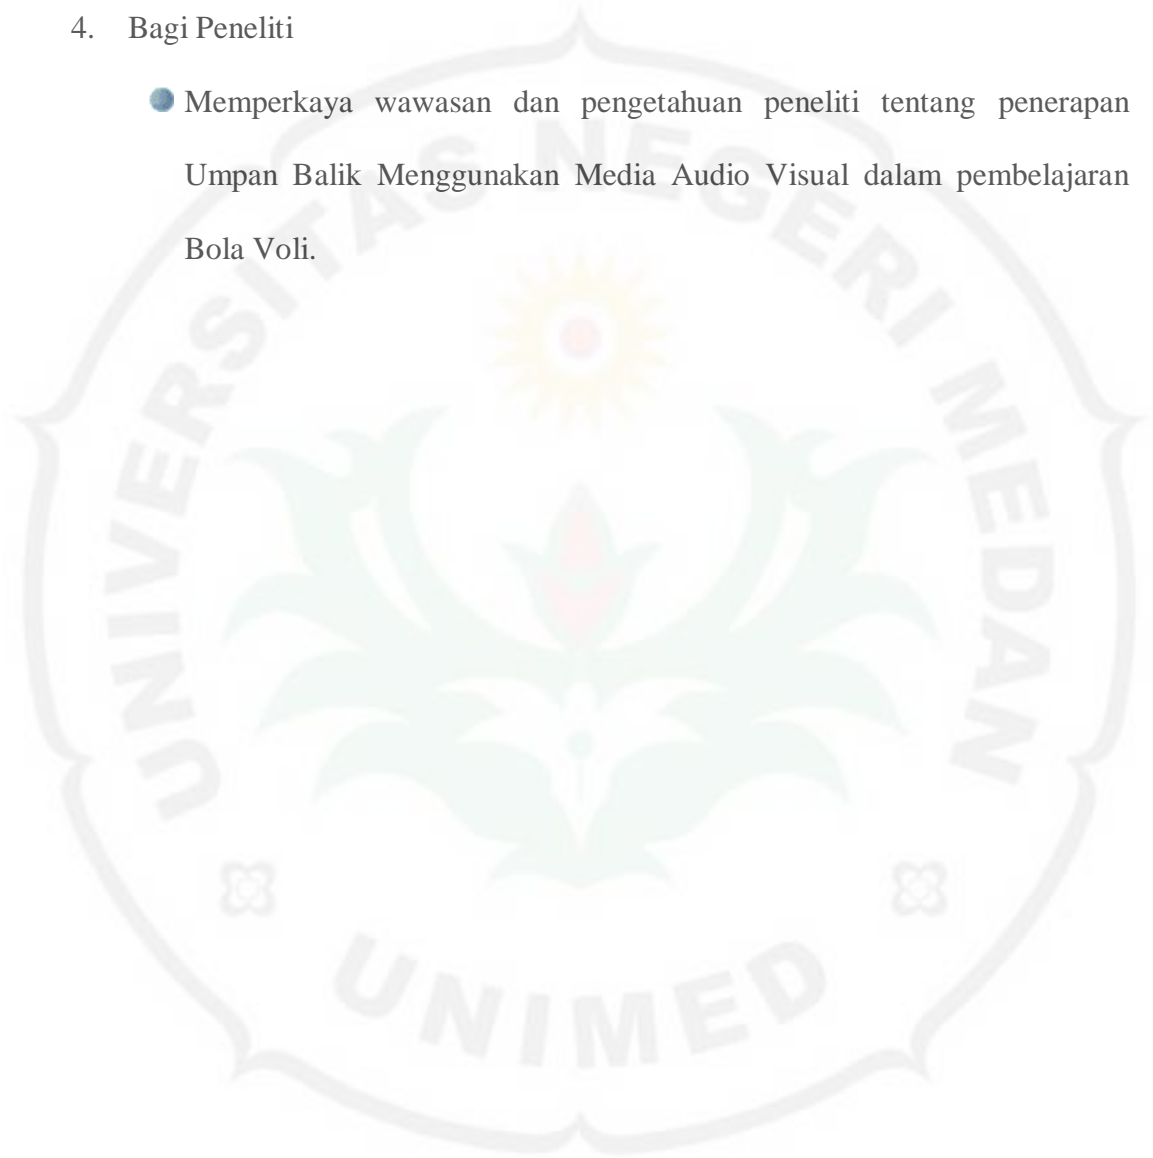 4. Bagi Peneliti
Memperkaya wawasan dan pengetahuan peneliti tentang penerapan
Umpan Balik Menggunakan Media Audio Visual dalam pembelajaran
Bola Voli.
UNIVERSITAS NEGERI MEDAN
UNIMED